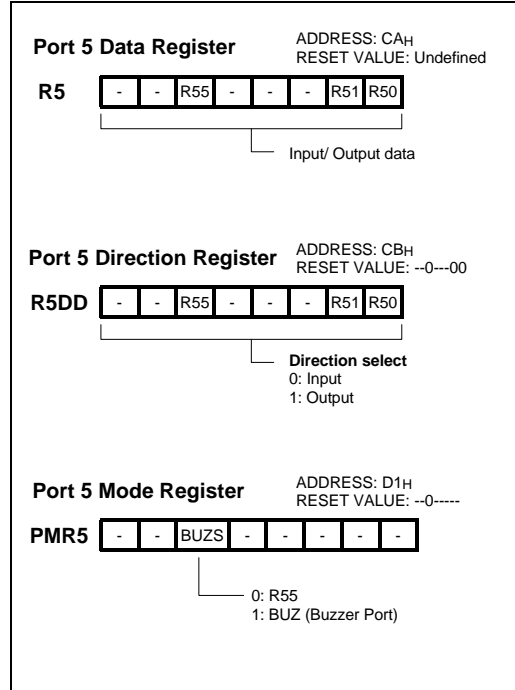 Port 5 Data Register
ADDRESS: CAH
RESET VALUE: Undefined
R5
- - R55 - - - R51 R50
Input/ Output data
Port 5 Direction Register
ADDRESS: CBH
RESET VALUE: --0---00
R5DD
- - R55 - - - R51 R50
Direction select
0: Input
1: Output
Port 5 Mode Register
ADDRESS: D1H
RESET VALUE: --0-----
PMR5
- - BUZS - - - - -
0: R55
1: BUZ (Buzzer Port)